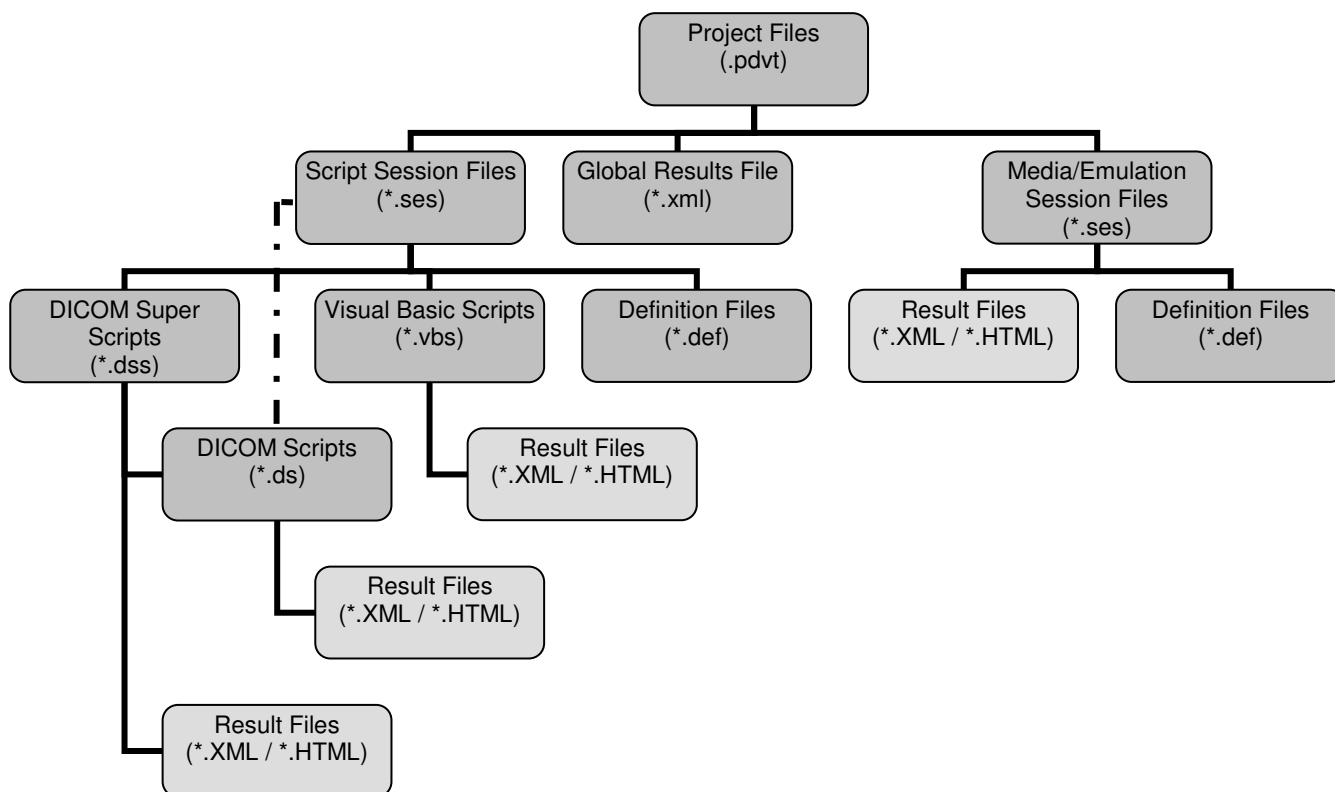 Project Files
(.pdvt)
Script Session Files
(*.ses)
Global Results File
(*.xml)
Media/Emulation
Session Files
(*.ses)
DICOM Super
Scripts
(*.dss)
Visual Basic Scripts
(*.vbs)
Definition Files
(*.def)
Result Files
(*.XML / *.HTML)
Definition Files
(*.def)
DICOM Scripts
(*.ds)
Result Files
(*.XML / *.HTML)
Result Files
(*.XML / *.HTML)
Result Files
(*.XML / *.HTML)